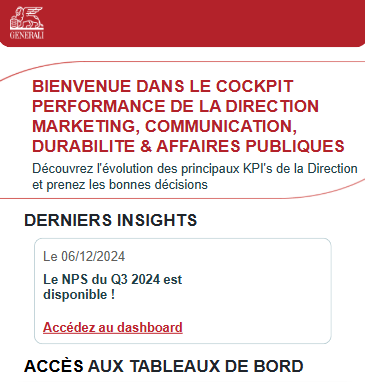 GENERALI
BIENVENUE DANS LE COCKPIT
PERFORMANCE DE LA DIRECTION
MARKETING, COMMUNICATION,
DURABILITE & AFFAIRES PUBLIQUES
Découvrez l'évolution des principaux KPI's de la Direction
et prenez les bonnes décisions
DERNIERS INSIGHTS
Le 06/12/2024
Le NPS du Q3 2024 est
disponible !
Accédez au dashboard
ACCÈS AUX TABLEAUX DE BORD